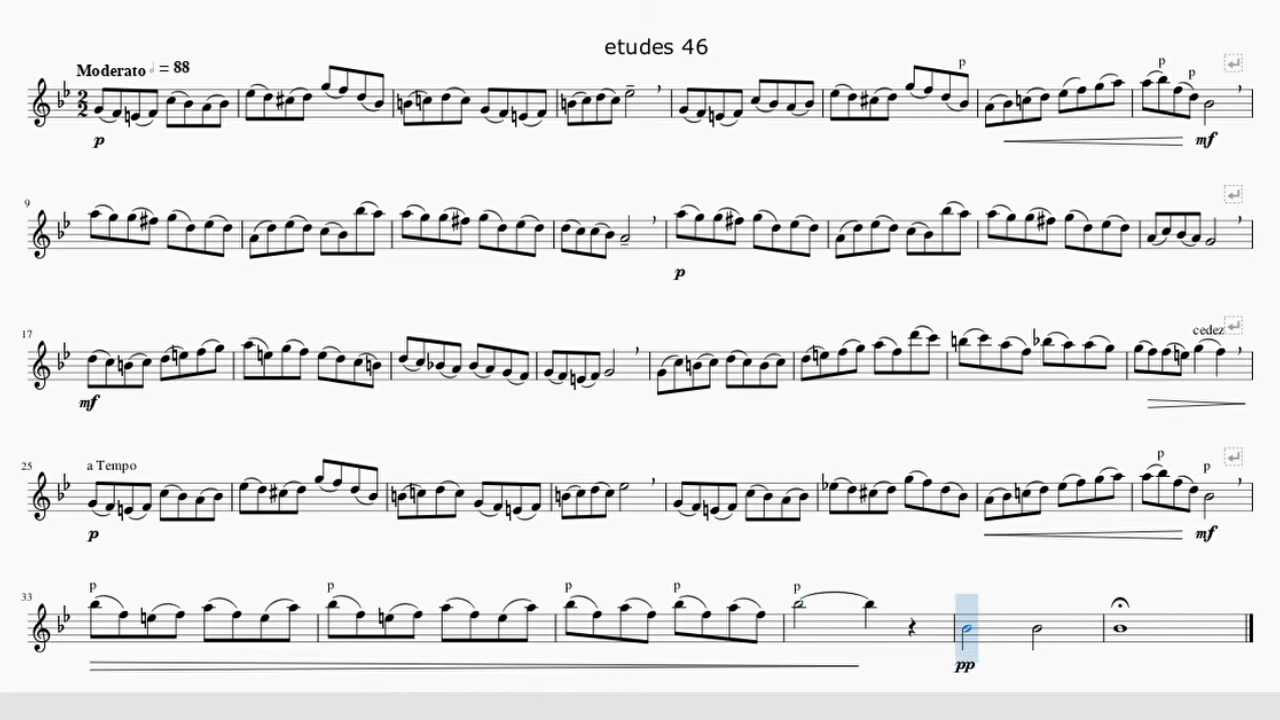 etudes 46
Moderato = 88
p p p
p mf
9
p
17 cedez
mf
25 a Tempo p p
p mf
33 p p p p p
pp